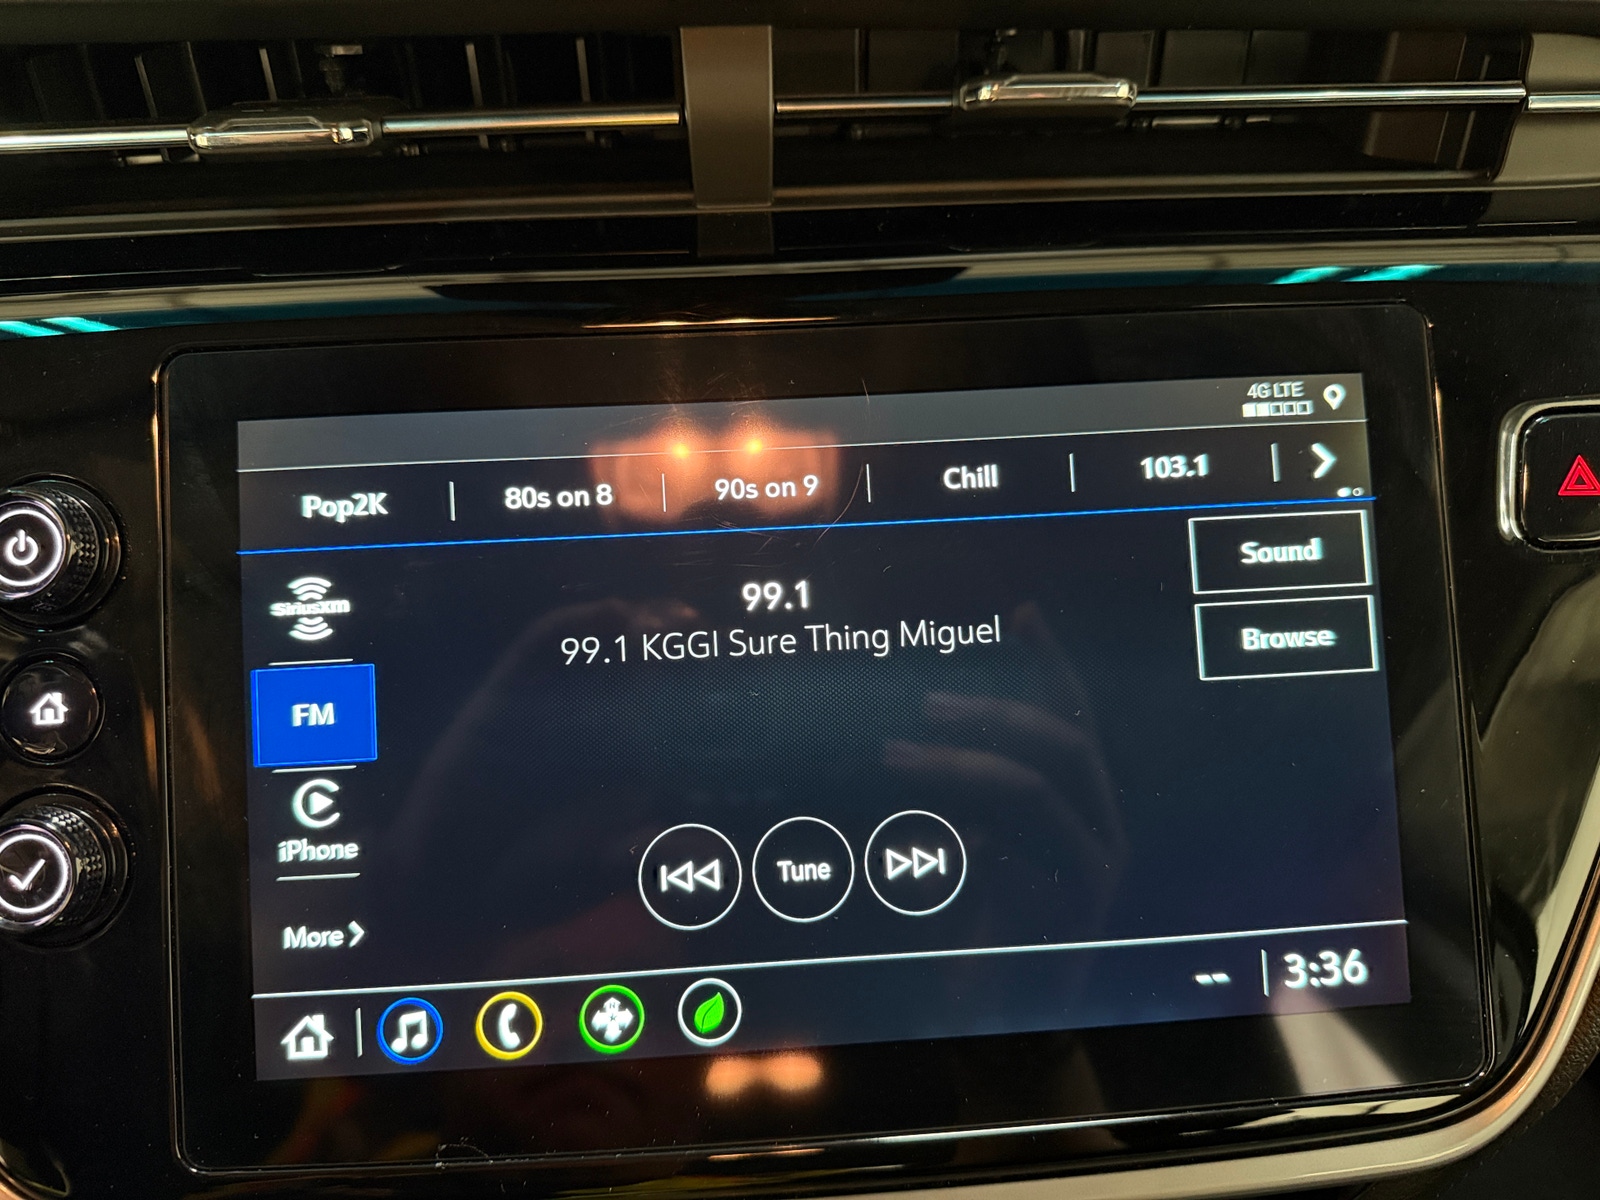 4G LTE
Pop2K
80s on 8
90s on 9
Chill
103.1
SiriusXM
99.1
99.1 KGGI Sure Thing Miguel
Sound
Browse
FM
iPhone
Tune
More
--
3:36